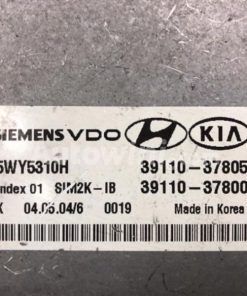 SIEMENS VDO HYUNDAI KIA
5WY5310H 39110-37805
Index 01 SIM2K-IB 39110-37800
K 04.06.04/6 0019 Made in Korea